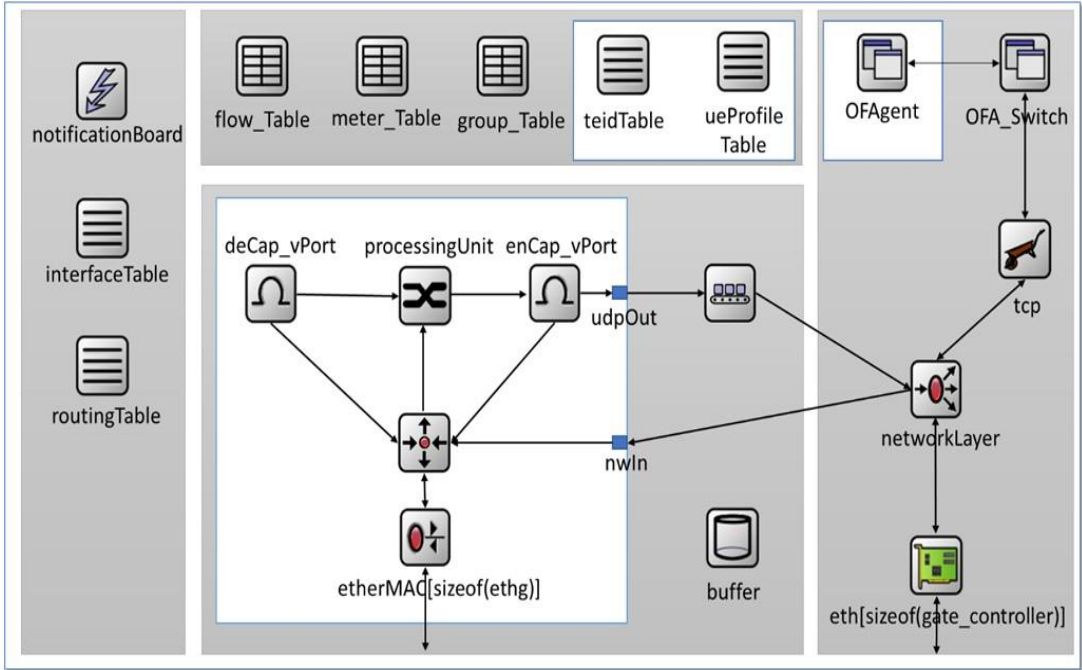 notificationBoard
interfaceTable
routingTable
flow_Table
meter_Table
group_Table
teidTable
ueProfile
Table
OFAgent
OFA_Switch
deCap_vPort
processingUnit
enCap_vPort
udpOut
nwIn
etherMAC[sizeof(ethg)]
buffer
tcp
networkLayer
eth[sizeof(gate_controller)]